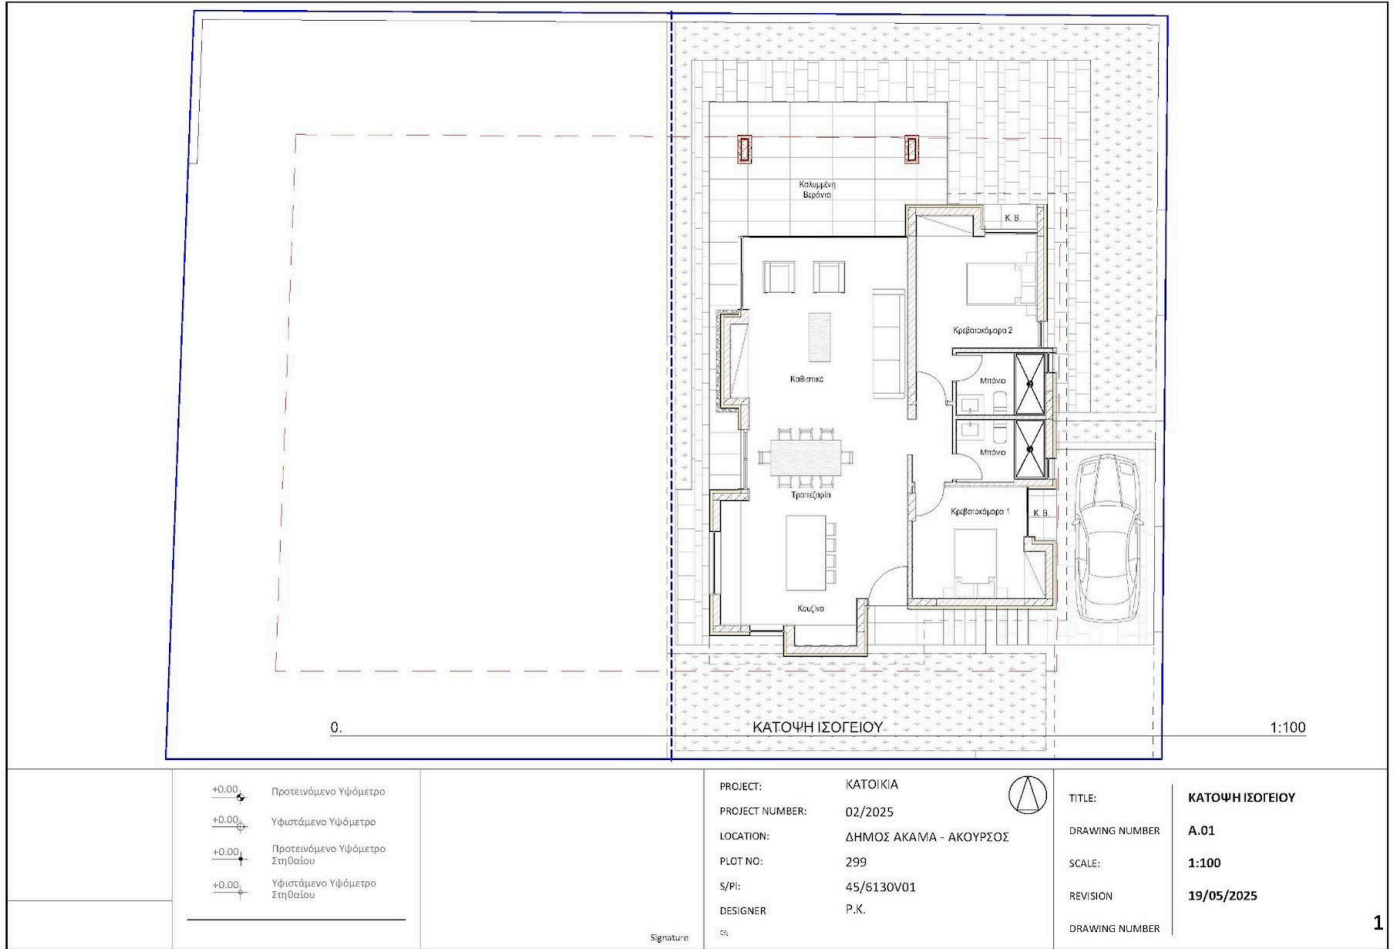 Καλυμμένη
Βεράντα
Κ.Β.
Κρεβατοκάμαρα 2
Καθιστικό
Μπάνιο
Μπάνιο
Τραπεζαρία
Κρεβατοκάμαρα 1
Κ.Β.
Κουζίνα
0.
ΚΑΤΟΨΗ ΙΣΟΓΕΙΟΥ
1:100
+0.00
Προτεινόμενο Υψόμετρο
+0.00
Υφιστάμενο Υψόμετρο
+0.00
Προτεινόμενο Υψόμετρο
Στηθαίου
+0.00
Υφιστάμενο Υψόμετρο
Στηθαίου
Signature
PROJECT: ΚΑΤΟΙΚΙΑ
PROJECT NUMBER: 02/2025
LOCATION: ΔΗΜΟΣ ΑΚΑΜΑ - ΑΚΟΥΡΣΟΣ
PLOT NO: 299
S/PI: 45/6130V01
DESIGNER P.K.
TITLE: ΚΑΤΟΨΗ ΙΣΟΓΕΙΟΥ
DRAWING NUMBER A.01
SCALE: 1:100
REVISION 19/05/2025
DRAWING NUMBER
1